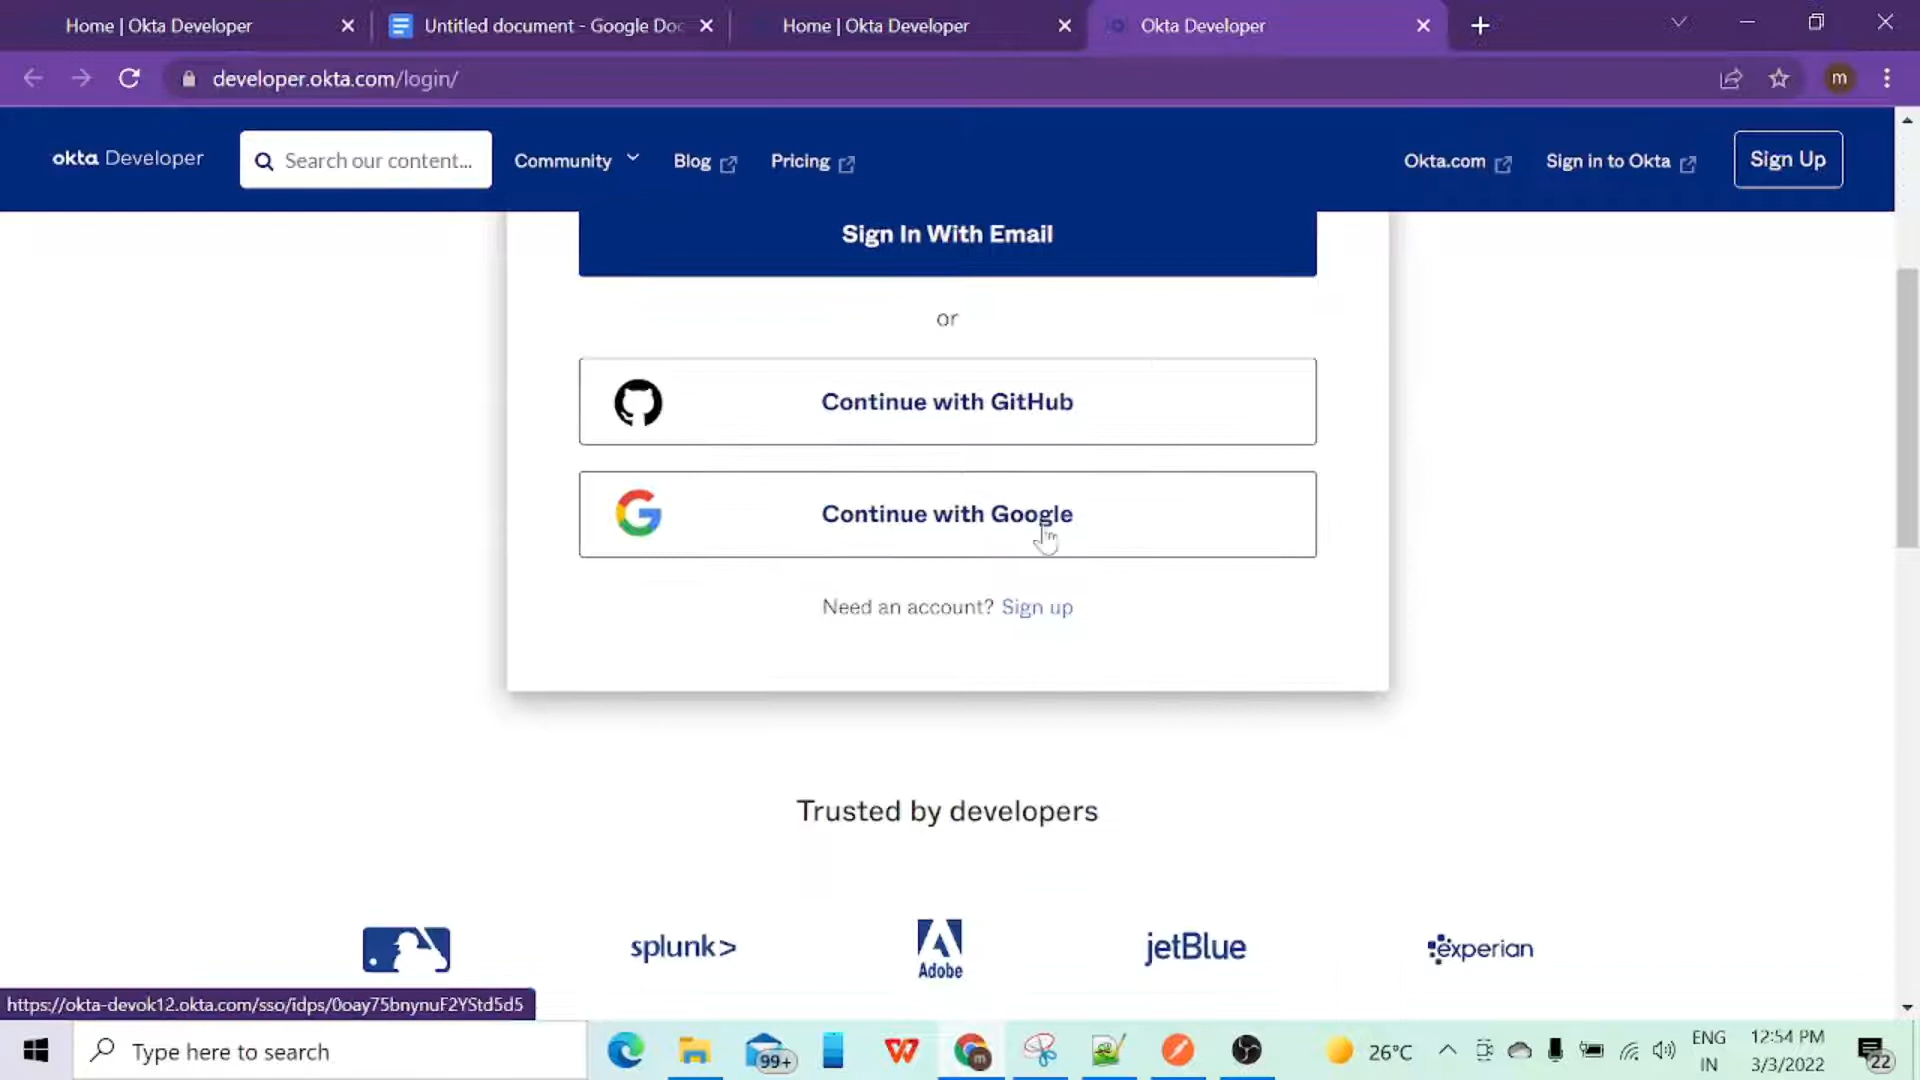 Home | Okta Developer
Untitled document - Google Doc
Home | Okta Developer
Okta Developer
developer.okta.com/login/
m
okta Developer
Search our content...
Community
Blog
Pricing
Okta.com
Sign in to Okta
Sign Up
Sign In With Email
or
Continue with GitHub
Continue with Google
Need an account? Sign up
Trusted by developers
splunk>
Adobe
jetBlue
experian
https://okta-devok12.okta.com/sso/idps/0oay75bnynuF2YStd5d5
Type here to search
99+
m
26°C
ENG
IN
12:54 PM
3/3/2022
22